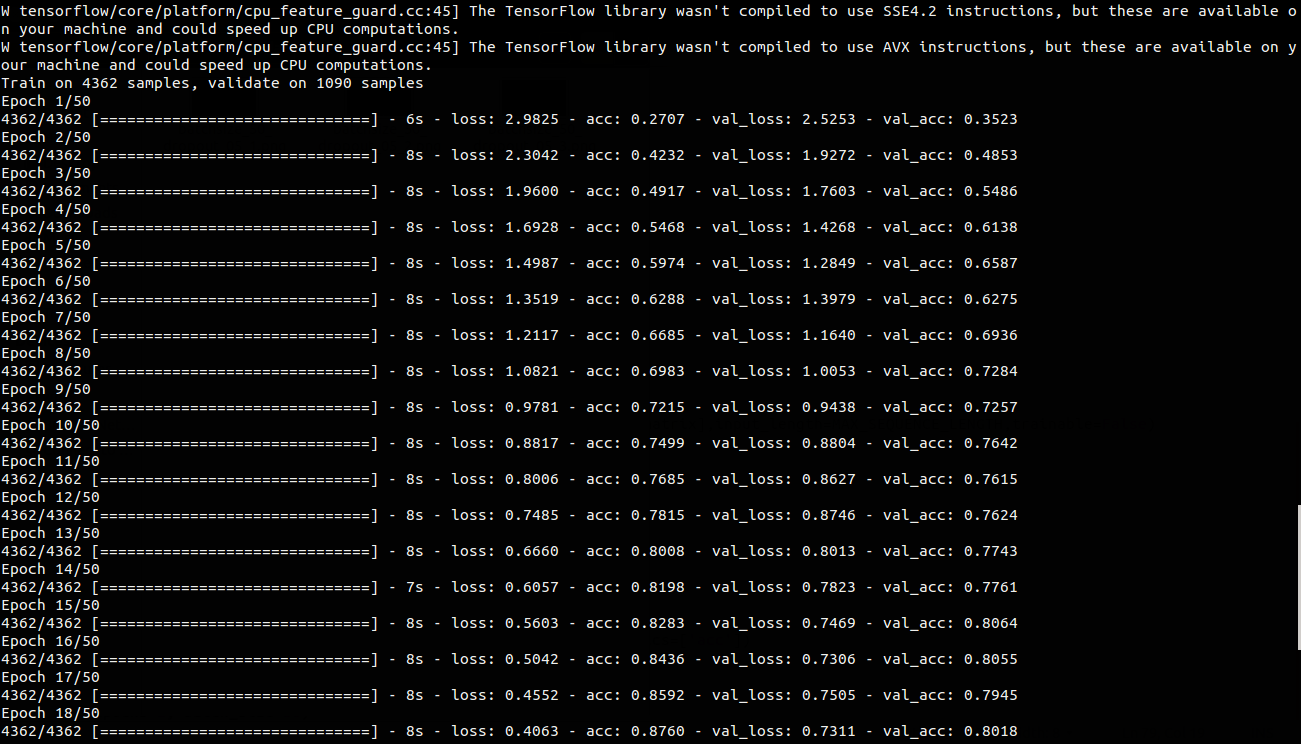 W tensorflow/core/platform/cpu_feature_guard.cc:45] The TensorFlow library wasn't compiled to use SSE4.2 instructions, but these are available o
n your machine and could speed up CPU computations.
W tensorflow/core/platform/cpu_feature_guard.cc:45] The TensorFlow library wasn't compiled to use AVX instructions, but these are available on y
our machine and could speed up CPU computations.
Train on 4362 samples, validate on 1090 samples
Epoch 1/50
4362/4362 [==============================] - 6s - loss: 2.9825 - acc: 0.2707 - val_loss: 2.5253 - val_acc: 0.3523
Epoch 2/50
4362/4362 [==============================] - 8s - loss: 2.3042 - acc: 0.4232 - val_loss: 1.9272 - val_acc: 0.4853
Epoch 3/50
4362/4362 [==============================] - 8s - loss: 1.9600 - acc: 0.4917 - val_loss: 1.7603 - val_acc: 0.5486
Epoch 4/50
4362/4362 [==============================] - 8s - loss: 1.6928 - acc: 0.5468 - val_loss: 1.4268 - val_acc: 0.6138
Epoch 5/50
4362/4362 [==============================] - 8s - loss: 1.4987 - acc: 0.5974 - val_loss: 1.2849 - val_acc: 0.6587
Epoch 6/50
4362/4362 [==============================] - 8s - loss: 1.3519 - acc: 0.6288 - val_loss: 1.3979 - val_acc: 0.6275
Epoch 7/50
4362/4362 [==============================] - 8s - loss: 1.2117 - acc: 0.6685 - val_loss: 1.1640 - val_acc: 0.6936
Epoch 8/50
4362/4362 [==============================] - 8s - loss: 1.0821 - acc: 0.6983 - val_loss: 1.0053 - val_acc: 0.7284
Epoch 9/50
4362/4362 [==============================] - 8s - loss: 0.9781 - acc: 0.7215 - val_loss: 0.9438 - val_acc: 0.7257
Epoch 10/50
4362/4362 [==============================] - 8s - loss: 0.8817 - acc: 0.7499 - val_loss: 0.8804 - val_acc: 0.7642
Epoch 11/50
4362/4362 [==============================] - 8s - loss: 0.8006 - acc: 0.7685 - val_loss: 0.8627 - val_acc: 0.7615
Epoch 12/50
4362/4362 [==============================] - 8s - loss: 0.7485 - acc: 0.7815 - val_loss: 0.8746 - val_acc: 0.7624
Epoch 13/50
4362/4362 [==============================] - 8s - loss: 0.6660 - acc: 0.8008 - val_loss: 0.8013 - val_acc: 0.7743
Epoch 14/50
4362/4362 [==============================] - 7s - loss: 0.6057 - acc: 0.8198 - val_loss: 0.7823 - val_acc: 0.7761
Epoch 15/50
4362/4362 [==============================] - 8s - loss: 0.5603 - acc: 0.8283 - val_loss: 0.7469 - val_acc: 0.8064
Epoch 16/50
4362/4362 [==============================] - 8s - loss: 0.5042 - acc: 0.8436 - val_loss: 0.7306 - val_acc: 0.8055
Epoch 17/50
4362/4362 [==============================] - 8s - loss: 0.4552 - acc: 0.8592 - val_loss: 0.7505 - val_acc: 0.7945
Epoch 18/50
4362/4362 [==============================] - 8s - loss: 0.4063 - acc: 0.8760 - val_loss: 0.7311 - val_acc: 0.8018